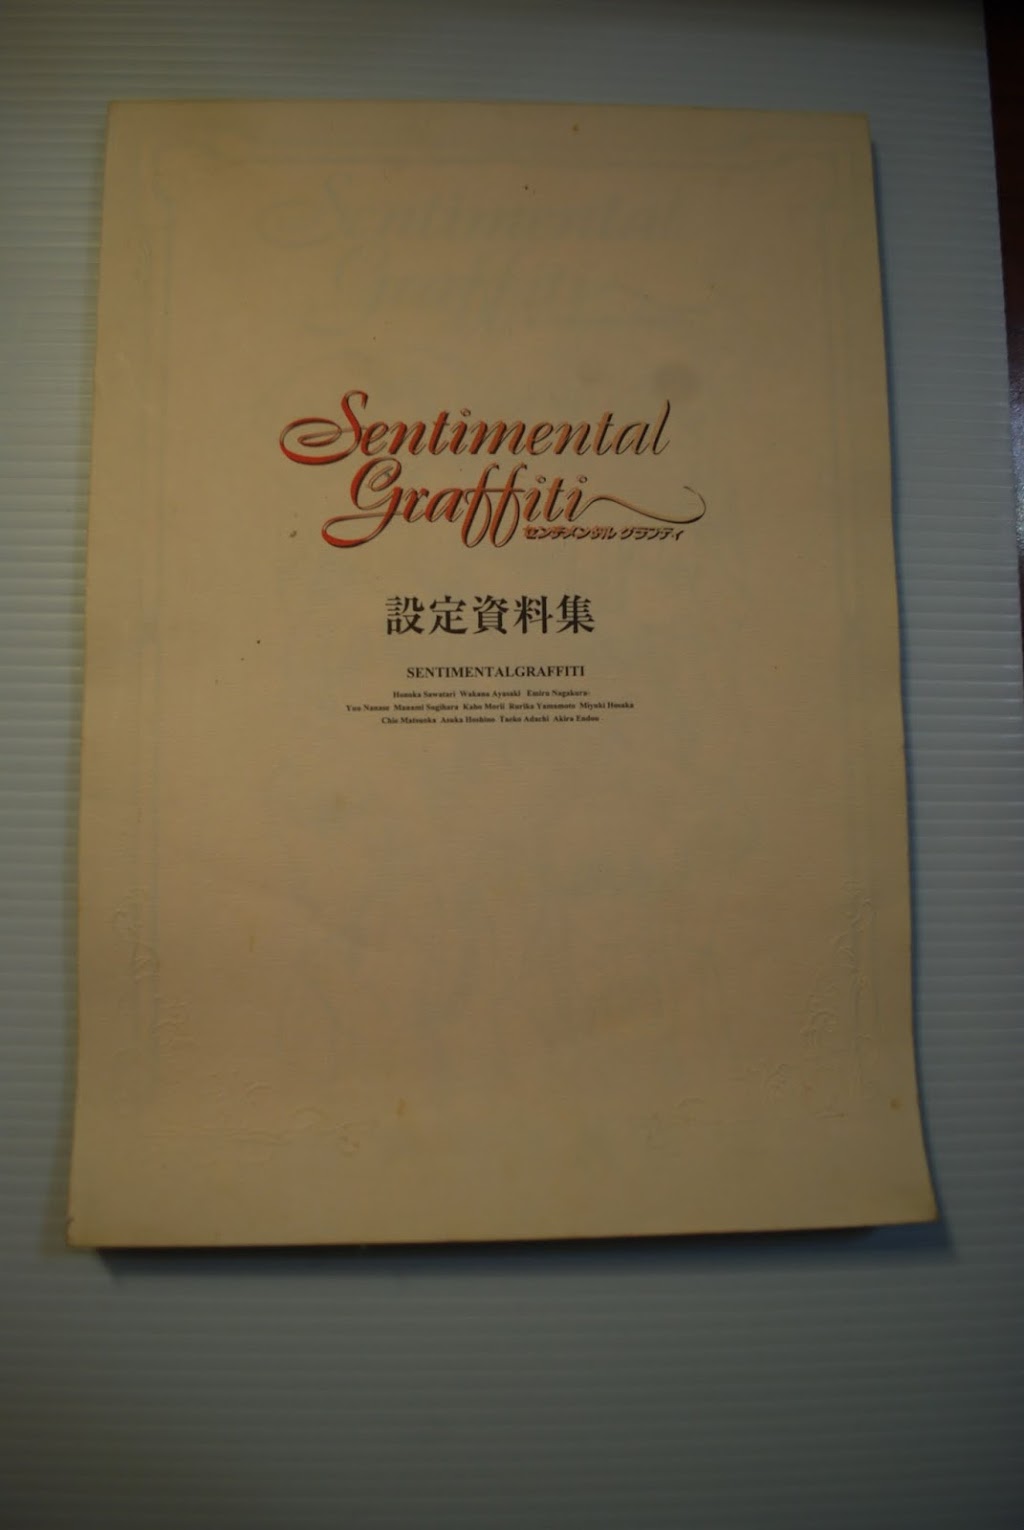 Sentimental
Graffiti
センチメンタル グラフティ
設定資料集
SENTIMENTALGRAFFITI
Honoka Sawatari Wakana Ayasaki Emiru Nagakura
Yuu Nanase Manami Sugihara Kaho Morii Rurika Yamamoto Miyuki Hosaka
Chie Matsuoka Asuka Hoshino Taeko Adachi Akira Endou